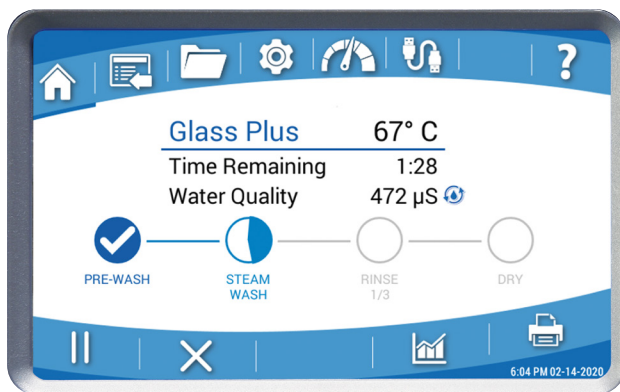 ?
Glass Plus 67° C
Time Remaining 1:28
Water Quality 472 µS
PRE-WASH
STEAM
WASH
RINSE
1/3
DRY
6:04 PM 02-14-2020